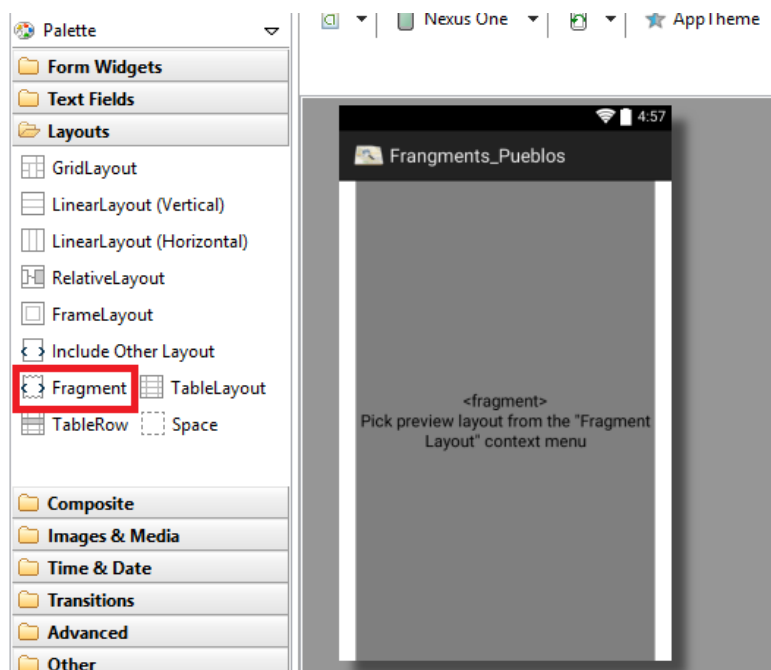 Palette
Form Widgets
Text Fields
Layouts
GridLayout
LinearLayout (Vertical)
LinearLayout (Horizontal)
RelativeLayout
FrameLayout
Include Other Layout
Fragment TableLayout
TableRow Space
Composite
Images & Media
Time & Date
Transitions
Advanced
Other
Nexus One AppTheme
4:57
Frangments_Pueblos
<fragment>
Pick preview layout from the "Fragment
Layout" context menu